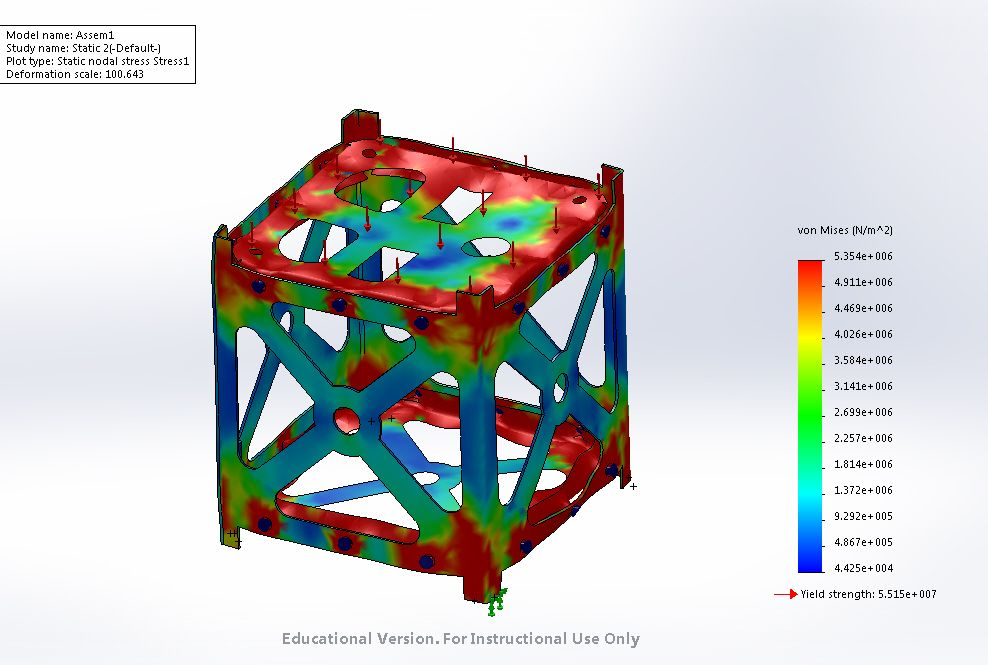 Model name: Assem1
Study name: Static 2(-Default-)
Plot type: Static nodal stress Stress1
Deformation scale: 100.643
von Mises (N/m^2)
5.354e+006
4.911e+006
4.469e+006
4.026e+006
3.584e+006
3.141e+006
2.699e+006
2.257e+006
1.814e+006
1.372e+006
9.292e+005
4.867e+005
4.425e+004
Yield strength: 5.515e+007
Educational Version. For Instructional Use Only